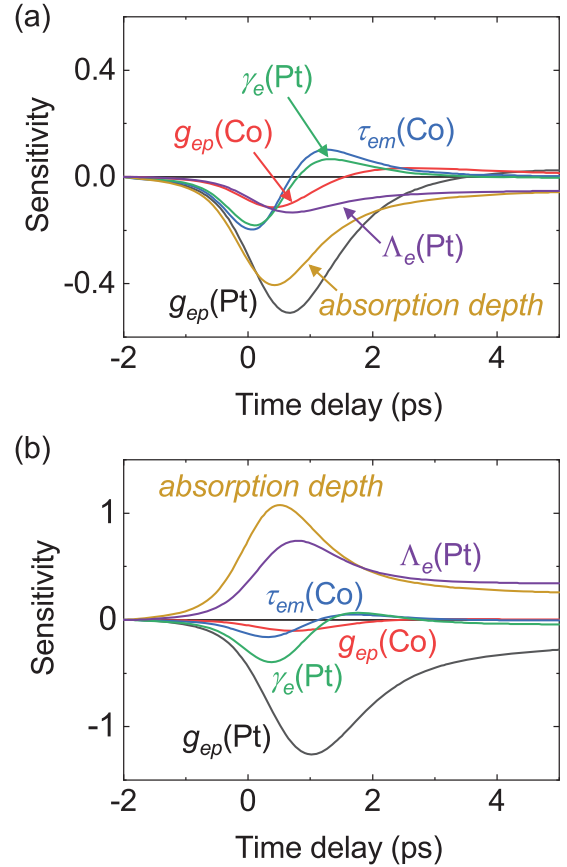 (a)
0.4
0.0
-0.4
Sensitivity
γe(Pt)
gep(Co)
τem(Co)
Λe(Pt)
gep(Pt)
absorption depth
-2
0
2
4
Time delay (ps)
(b)
1
0
-1
Sensitivity
absorption depth
Λe(Pt)
τem(Co)
gep(Co)
γe(Pt)
gep(Pt)
-2
0
2
4
Time delay (ps)